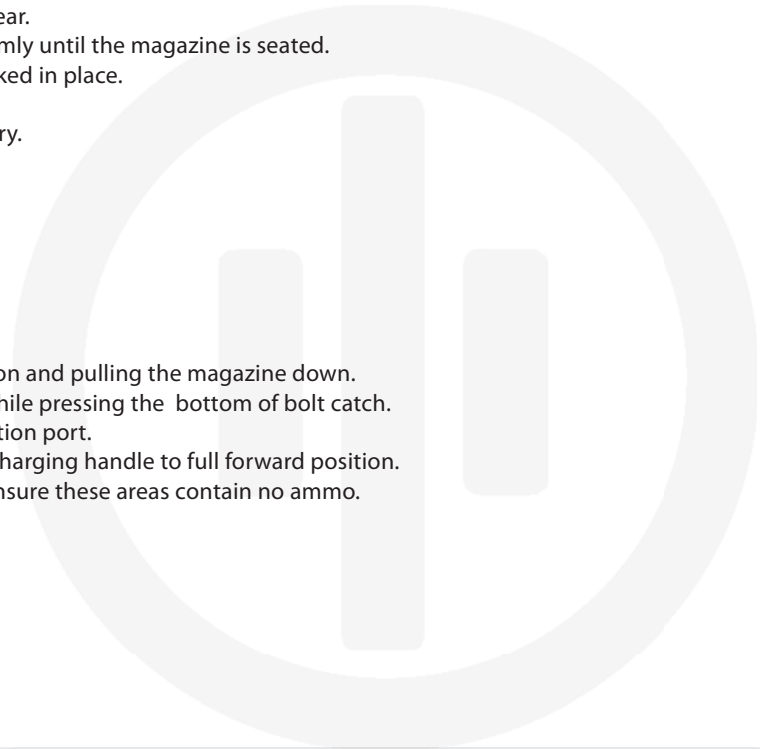 ear.
mly until the magazine is seated.
ked in place.
ry.
on and pulling the magazine down.
hile pressing the  bottom of bolt catch.
tion port.
harging handle to full forward position.
nsure these areas contain no ammo.